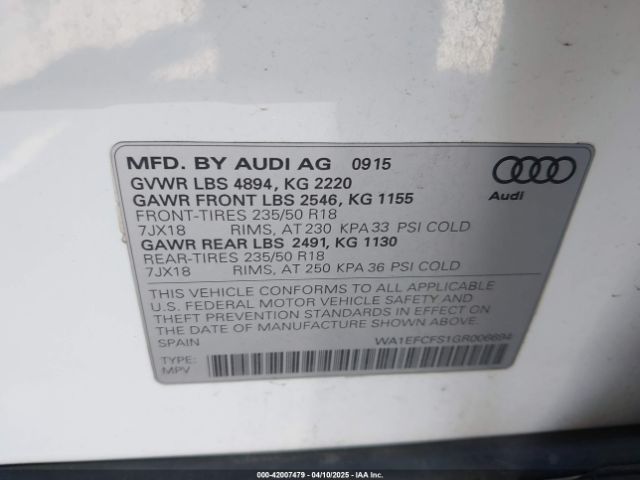 MFD. BY AUDI AG 0915
GVWR LBS 4894, KG 2220
GAWR FRONT LBS 2546, KG 1155
FRONT-TIRES 235/50 R18
7JX18 RIMS, AT 230 KPA 33 PSI COLD
GAWR REAR LBS 2491, KG 1130
REAR-TIRES 235/50 R18
7JX18 RIMS, AT 250 KPA 36 PSI COLD
Audi
THIS VEHICLE CONFORMS TO ALL APPLICABLE
U.S. FEDERAL MOTOR VEHICLE SAFETY AND
THEFT PREVENTION STANDARDS IN EFFECT ON
THE DATE OF MANUFACTURE SHOWN ABOVE.
SPAIN WA1EFCFS1GR006694
TYPE:
MPV
000-42007479 - 04/10/2025 - IAA Inc.